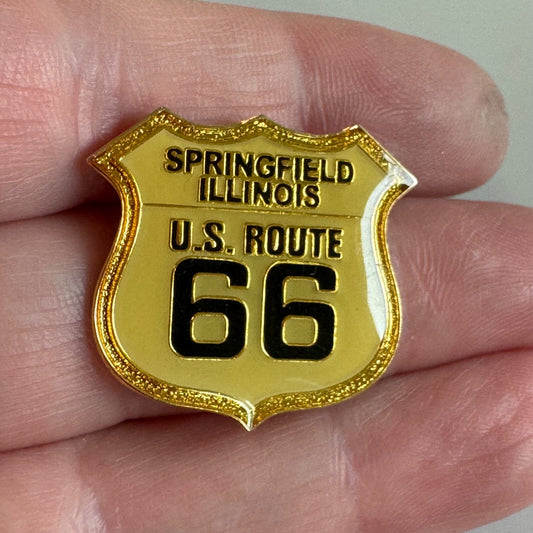 SPRINGFIELD
ILLINOIS
U.S. ROUTE
66